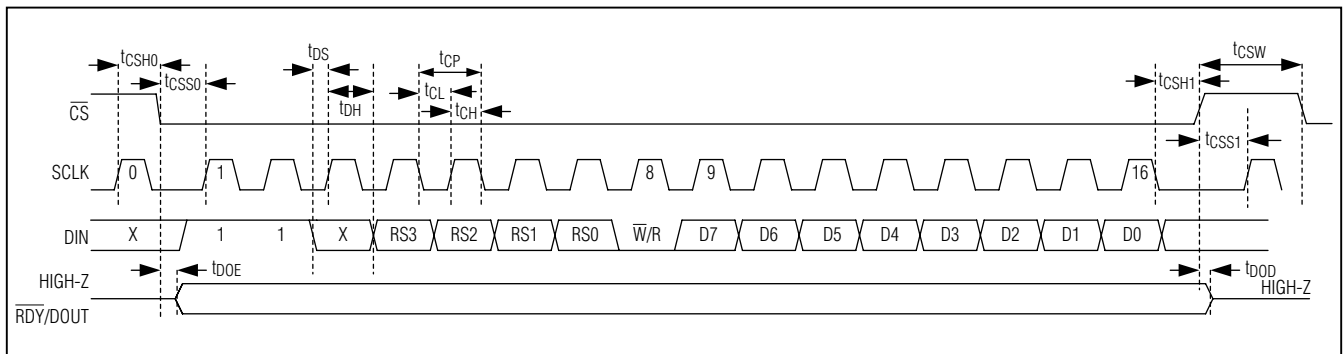 tCSH0
tCSS0
tDS
tDH
tCP
tCL
tCH
tCSH1
tCSW
tCSS1
CS
SCLK 0 1 8 9 16
DIN X 1 1 X RS3 RS2 RS1 RS0 W/R D7 D6 D5 D4 D3 D2 D1 D0
tDOE
tDOD
HIGH-Z
HIGH-Z
RDY/DOUT